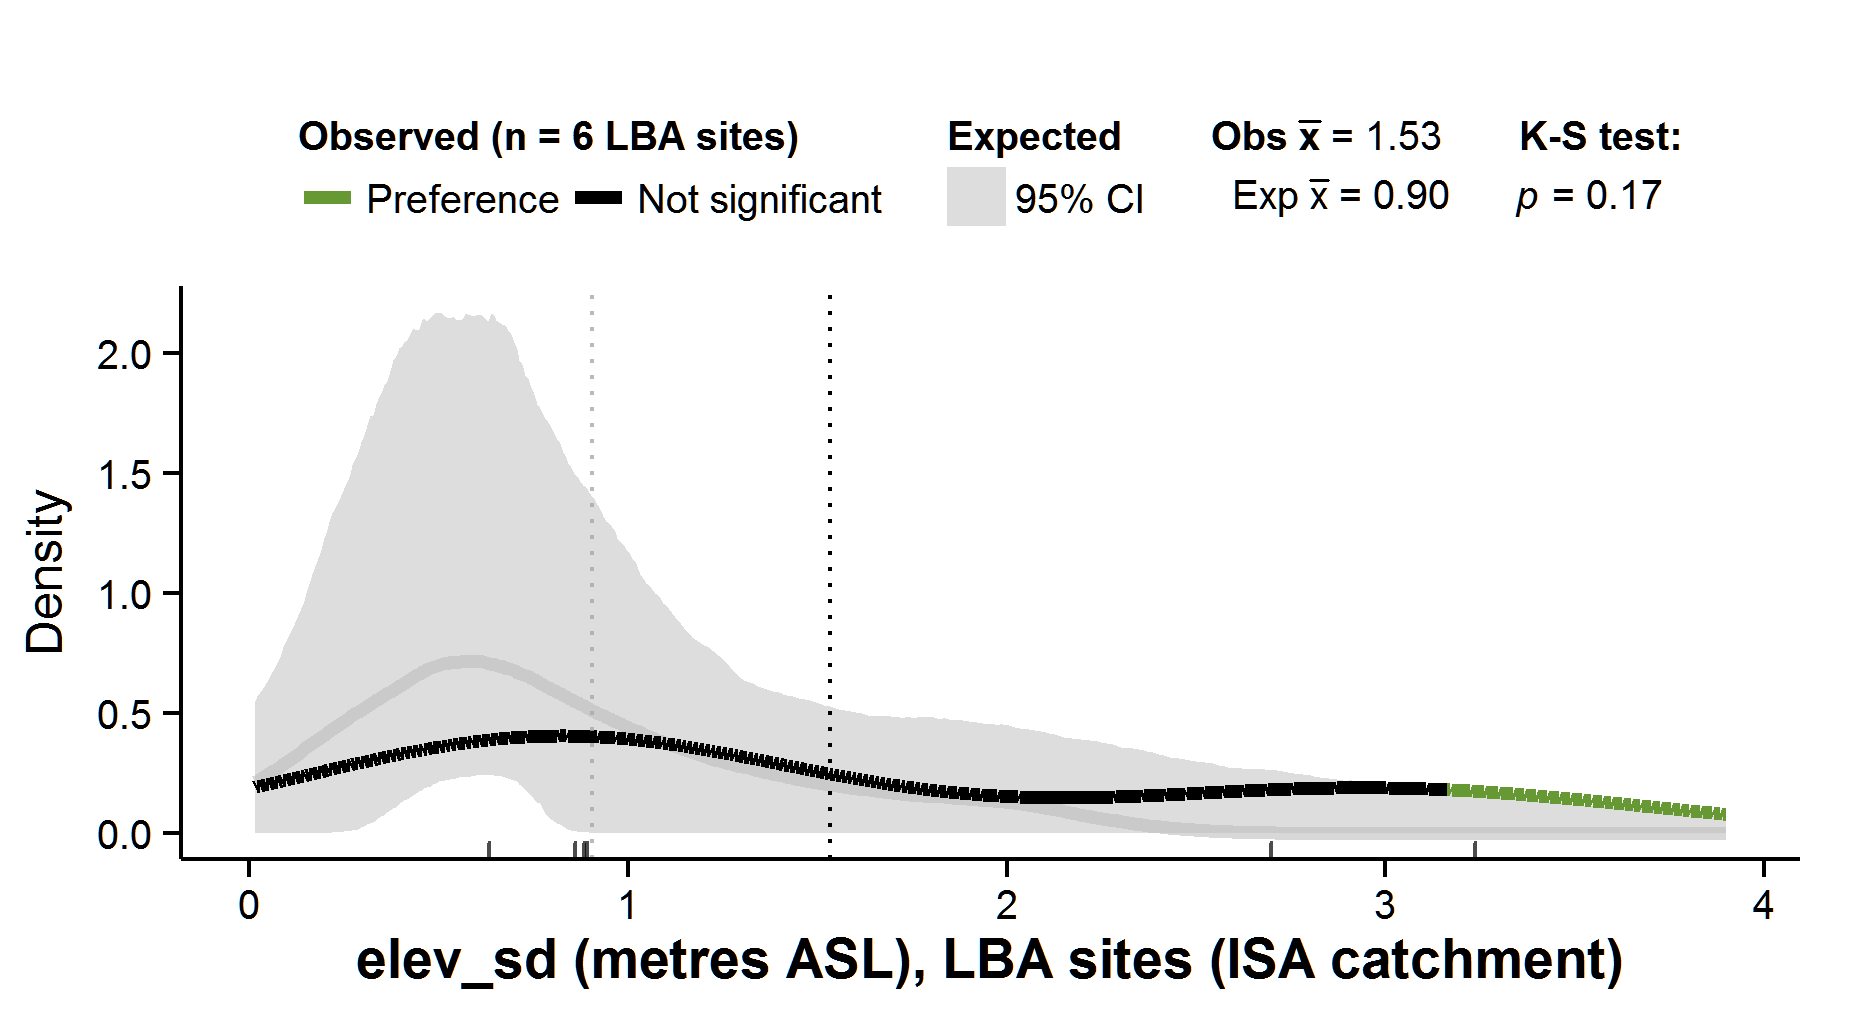 Observed (n = 6 LBA sites) Expected Obs x̅ = 1.53 K-S test:
Preference Not significant 95% CI Exp x̅ = 0.90 p = 0.17
2.0
1.5
1.0
0.5
0.0
Density
0 1 2 3 4
elev_sd (metres ASL), LBA sites (ISA catchment)